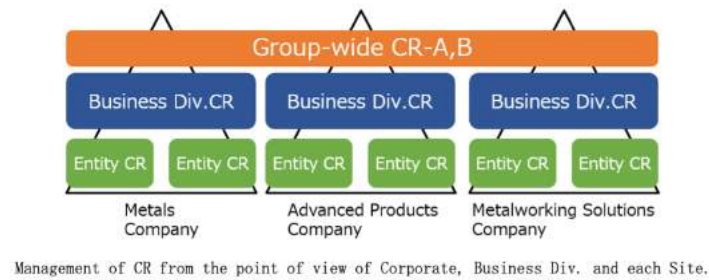 Group-wide CR-A,B
Business Div.CR
Business Div.CR
Business Div.CR
Entity CR
Entity CR
Entity CR
Entity CR
Entity CR
Entity CR
Metals
Company
Advanced Products
Company
Metalworking Solutions
Company
Management of CR from the point of view of Corporate, Business Div. and each Site.